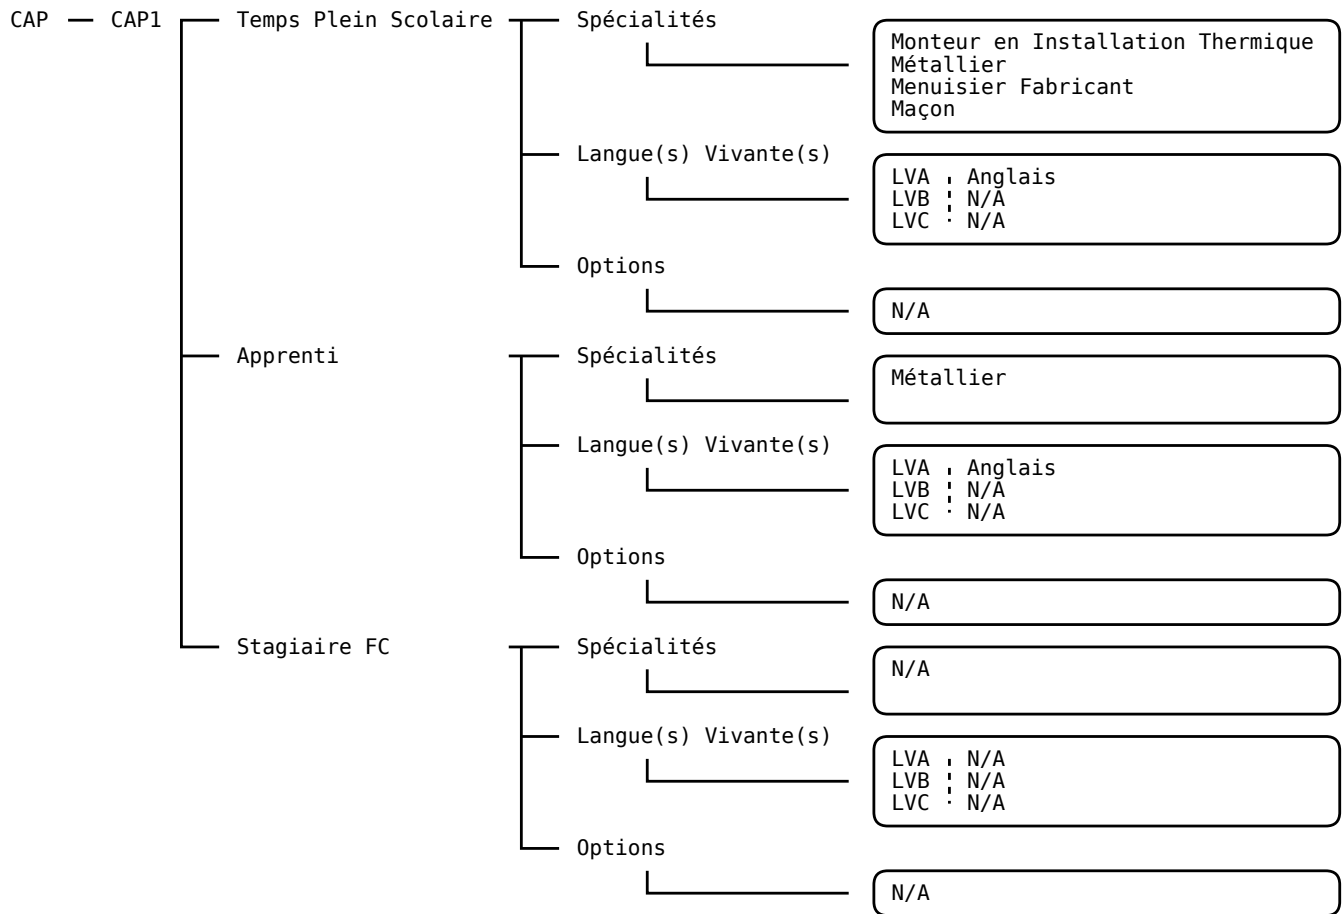 CAP CAP1 Temps Plein Scolaire Spécialités
Monteur en Installation Thermique
Métallier
Menuisier Fabricant
Maçon
Langue(s) Vivante(s)
LVA Anglais
LVB N/A
LVC N/A
Options
N/A
Apprenti Spécialités
Métallier
Langue(s) Vivante(s)
LVA Anglais
LVB N/A
LVC N/A
Options
N/A
Stagiaire FC Spécialités
N/A
Langue(s) Vivante(s)
LVA N/A
LVB N/A
LVC N/A
Options
N/A